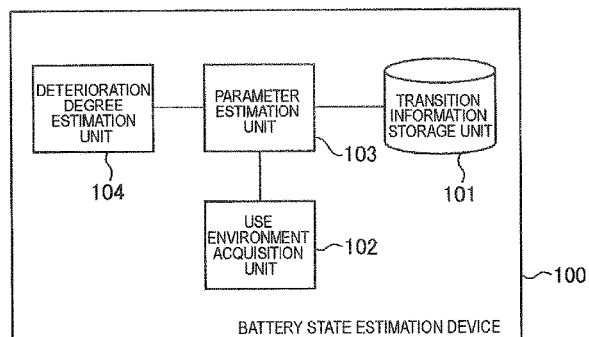 DETERIORATION
DEGREE
ESTIMATION
UNIT
104
PARAMETER
ESTIMATION
UNIT
103
TRANSITION
INFORMATION
STORAGE UNIT
101
USE
ENVIRONMENT
ACQUISITION
UNIT
102
100
BATTERY STATE ESTIMATION DEVICE